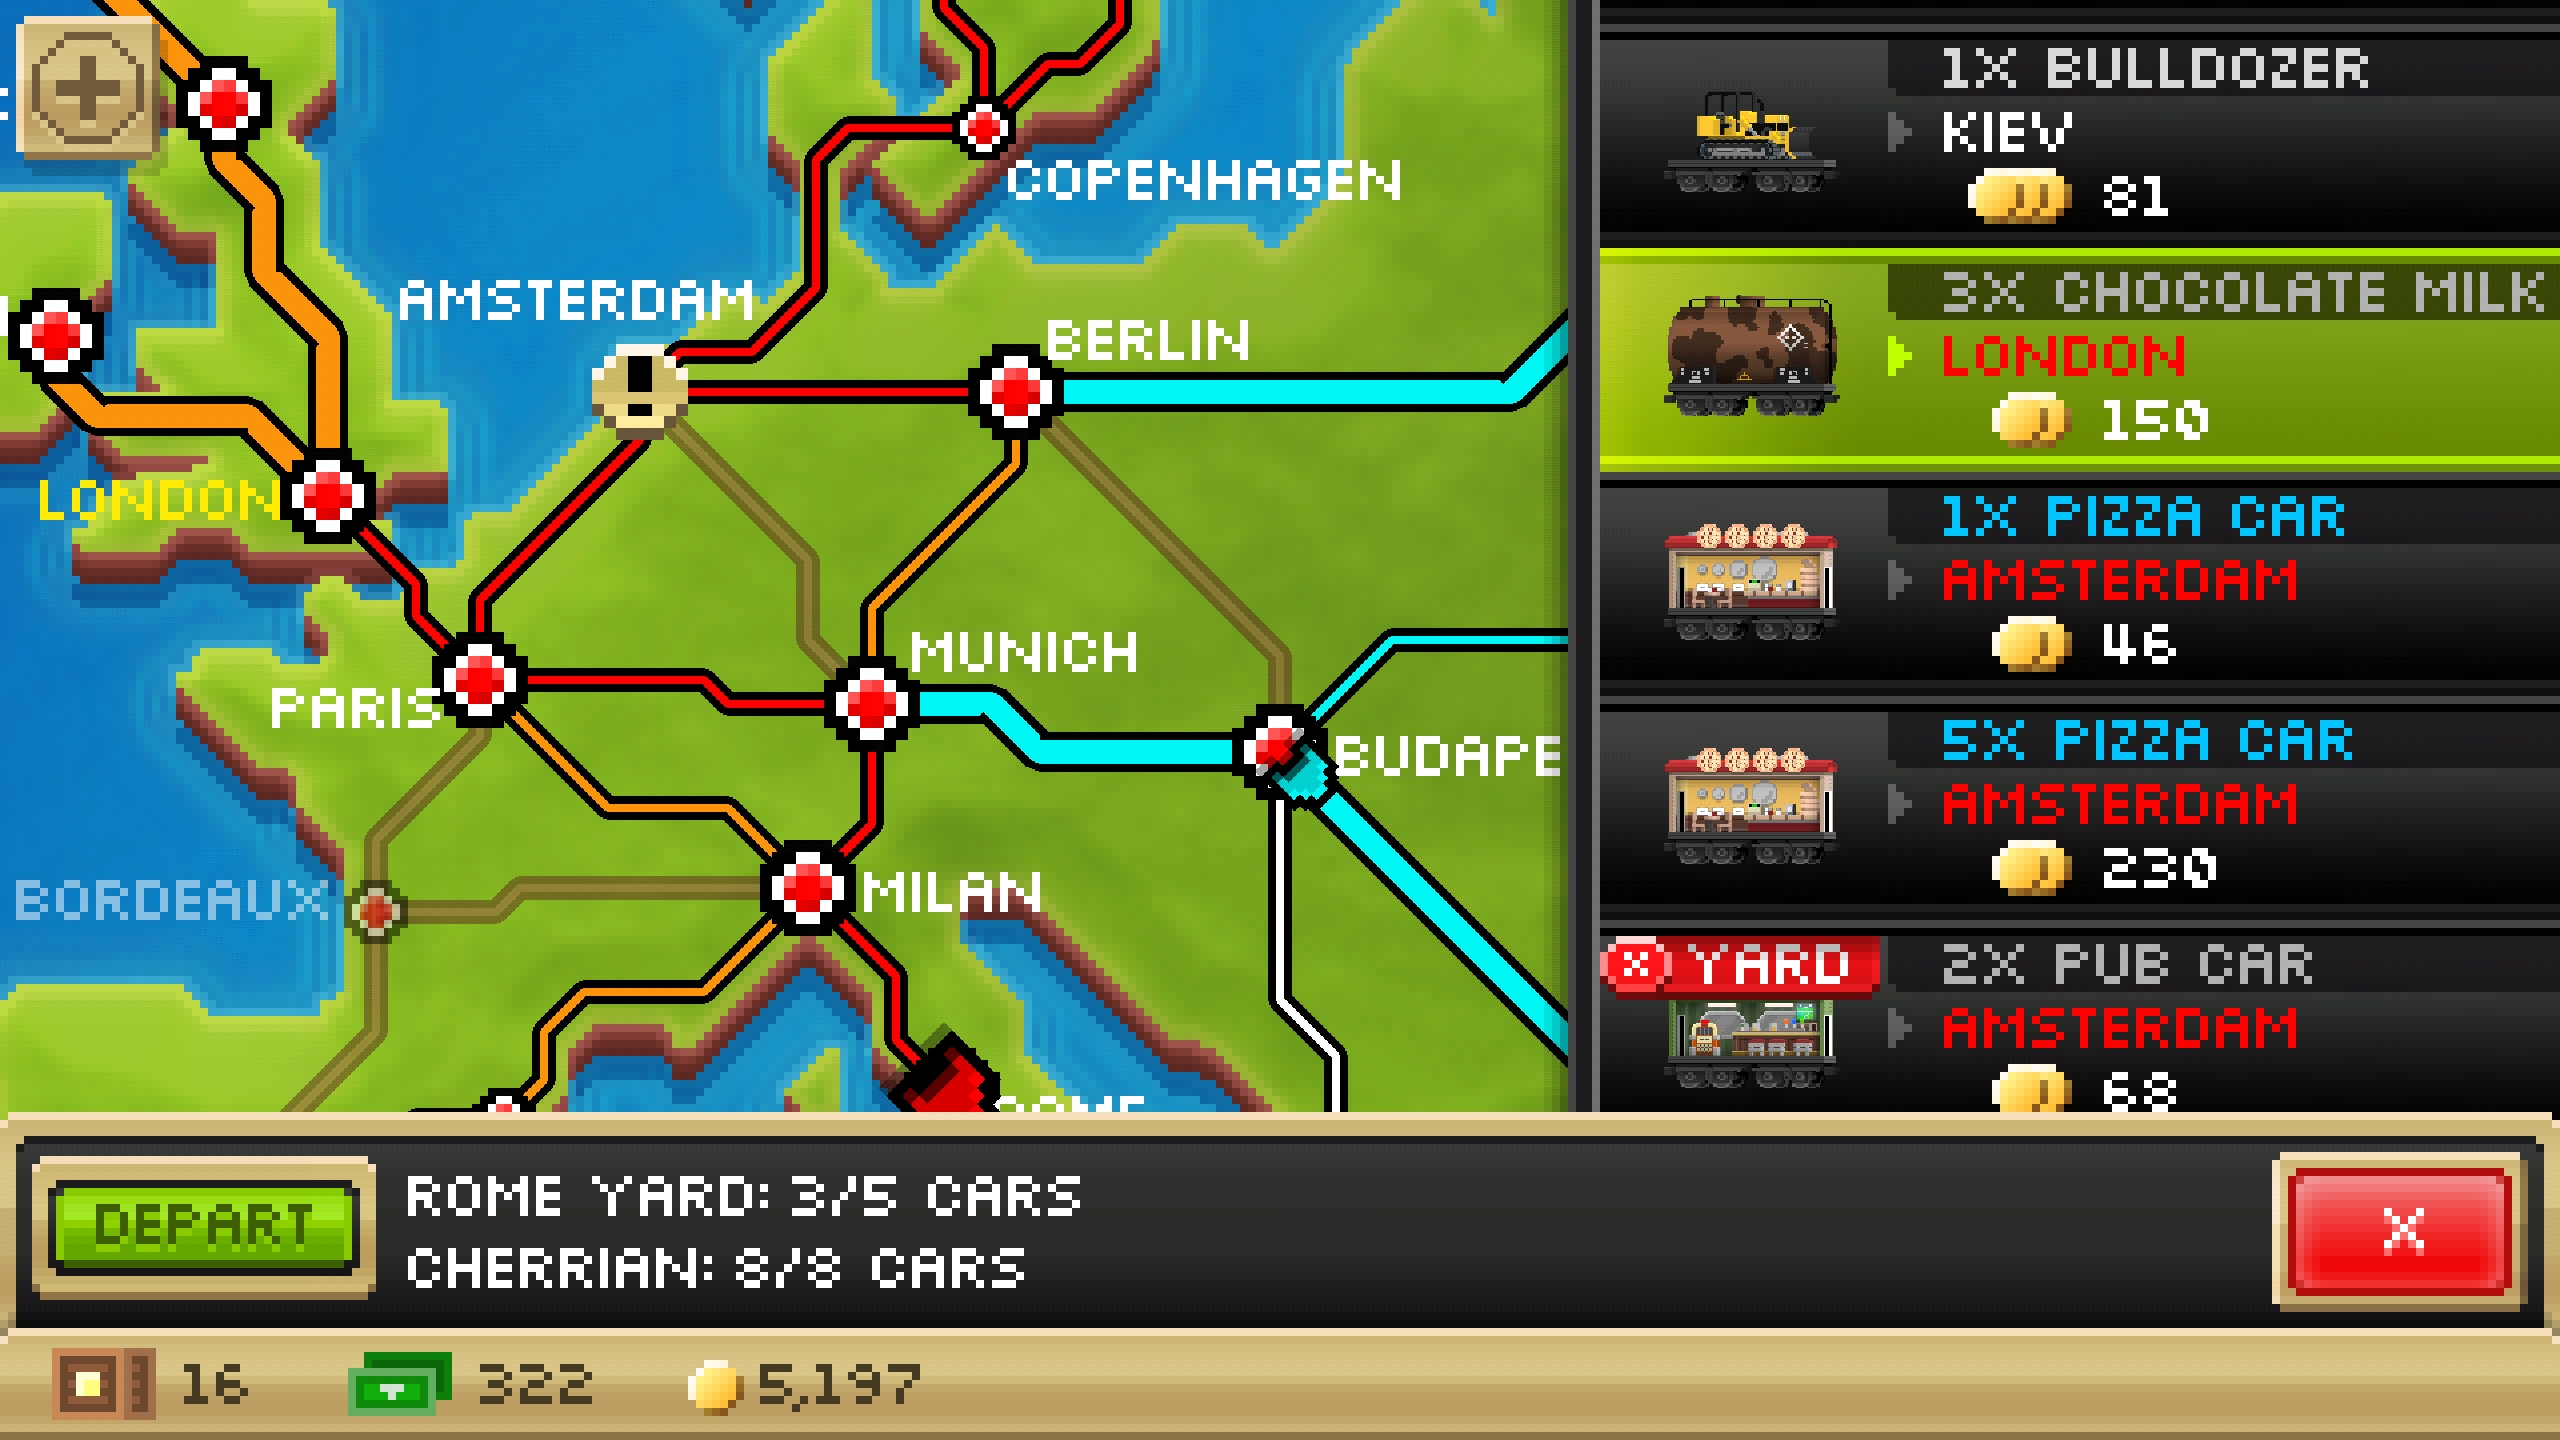 COPENHAGEN
AMSTERDAM
BERLIN
LONDON
MUNICH
PARIS
BUDAPE
MILAN
BORDEAUX
1X BULLDOZER
KIEV
81
3X CHOCOLATE MILK
LONDON
150
1X PIZZA CAR
AMSTERDAM
46
5X PIZZA CAR
AMSTERDAM
230
YARD
2X PUB CAR
AMSTERDAM
68
DEPART
ROME YARD: 3/5 CARS
CHERRIAN: 8/8 CARS
X
16
322
5,197